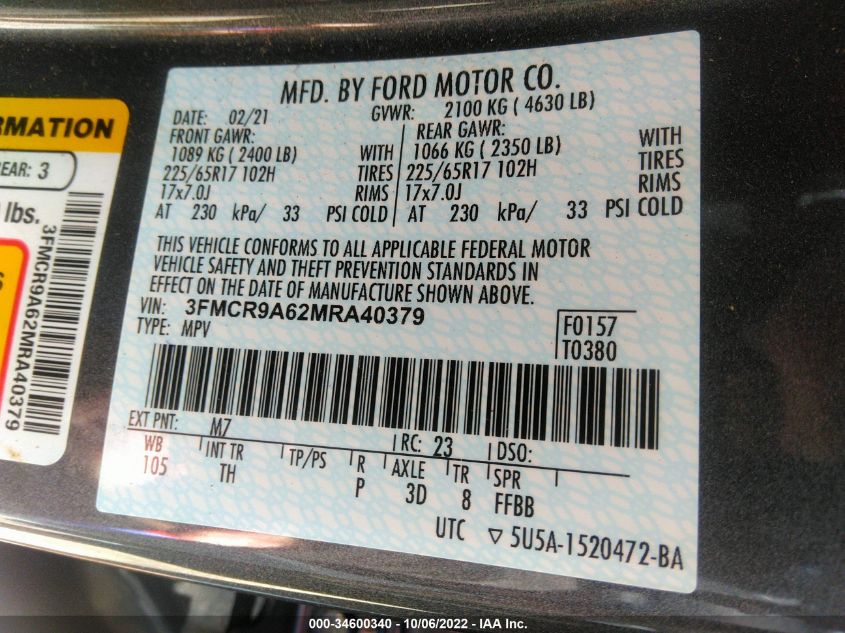 MFD. BY FORD MOTOR CO.
DATE: 02/21 GVWR: 2100 KG ( 4630 LB)
FRONT GAWR: REAR GAWR:
1089 KG ( 2400 LB) WITH 1066 KG ( 2350 LB) WITH
225/65R17 102H TIRES 225/65R17 102H TIRES
17x7.0J RIMS 17x7.0J RIMS
AT 230 kPa/ 33 PSI COLD AT 230 kPa/ 33 PSI COLD
THIS VEHICLE CONFORMS TO ALL APPLICABLE FEDERAL MOTOR
VEHICLE SAFETY AND THEFT PREVENTION STANDARDS IN
EFFECT ON THE DATE OF MANUFACTURE SHOWN ABOVE.
VIN: 3FMCR9A62MRA40379
TYPE: MPV
F0157
T0380
EXT PNT: M7 RC: 23 DSO:
WB INT TR TP/PS R AXLE TR SPR
105 TH P 3D 8 FFBB
UTC ▽ 5U5A-1520472-BA
RMATION
EAR: 3
lbs.
3FMCR9A62MRA40379
000-34600340 - 10/06/2022 - IAA Inc.